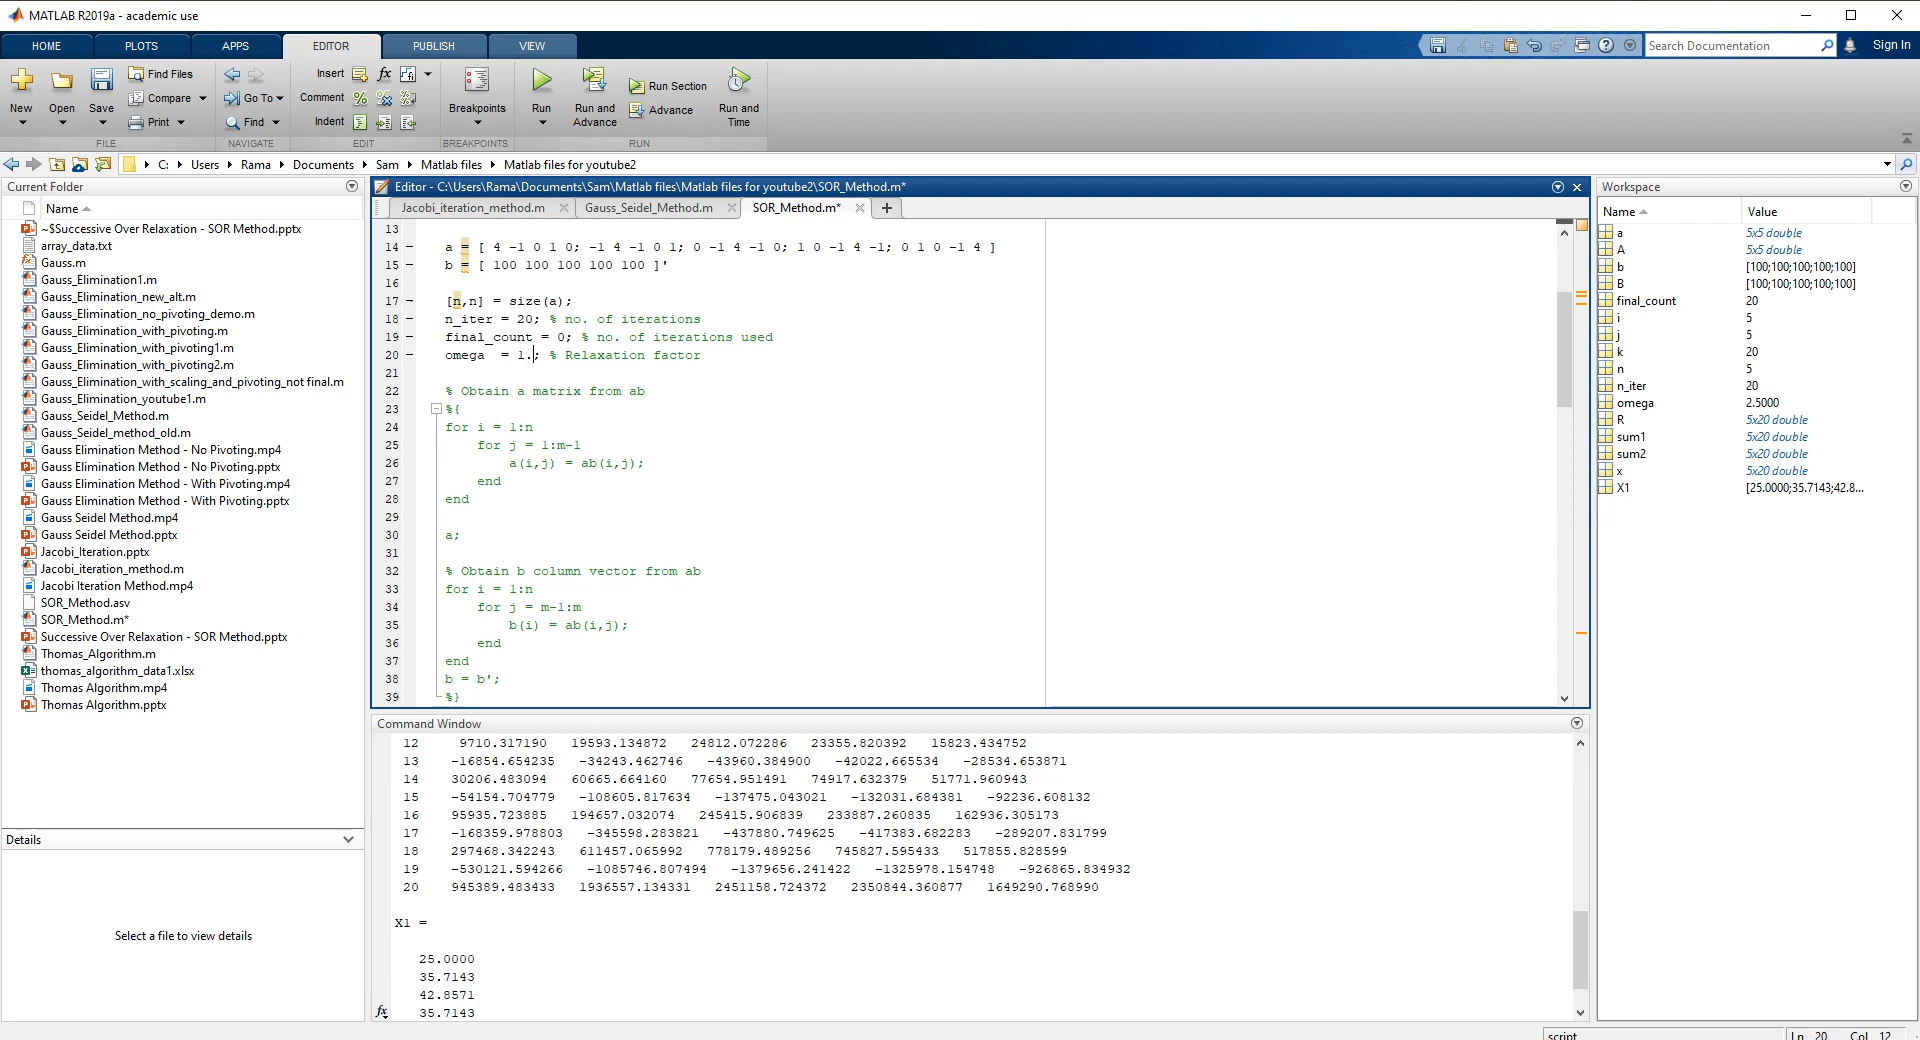 MATLAB R2019a - academic use
HOME PLOTS APPS EDITOR PUBLISH VIEW Search Documentation Sign In
New Open Save Find Files Compare Print
Go To Find
Insert fx Comment Indent
Breakpoints Run Run and Advance Run Section Advance Run and Time
FILE NAVIGATE EDIT BREAKPOINTS RUN
C: Users Rama Documents Sam Matlab files Matlab files for youtube2
Current Folder
Name
~$Successive Over Relaxation - SOR Method.pptx
array_data.txt
Gauss.m
Gauss_Elimination1.m
Gauss_Elimination_new_alt.m
Gauss_Elimination_no_pivoting_demo.m
Gauss_Elimination_with_pivoting.m
Gauss_Elimination_with_pivoting1.m
Gauss_Elimination_with_pivoting2.m
Gauss_Elimination_with_scaling_and_pivoting_not final.m
Gauss_Elimination_youtube1.m
Gauss_Seidel_Method.m
Gauss_Seidel_method_old.m
Gauss Elimination Method - No Pivoting.mp4
Gauss Elimination Method - No Pivoting.pptx
Gauss Elimination Method - With Pivoting.mp4
Gauss Elimination Method - With Pivoting.pptx
Gauss Seidel Method.mp4
Gauss Seidel Method.pptx
Jacobi_Iteration.pptx
Jacobi_iteration_method.m
Jacobi Iteration Method.mp4
SOR_Method.asv
SOR_Method.m*
Successive Over Relaxation - SOR Method.pptx
Thomas_Algorithm.m
thomas_algorithm_data1.xlsx
Thomas Algorithm.mp4
Thomas Algorithm.pptx
Details
Select a file to view details
Editor - C:\Users\Rama\Documents\Sam\Matlab files\Matlab files for youtube2\SOR_Method.m*
Jacobi_iteration_method.m Gauss_Seidel_Method.m SOR_Method.m*
13
14 - a = [ 4 -1 0 1 0; -1 4 -1 0 1; 0 -1 4 -1 0; 1 0 -1 4 -1; 0 1 0 -1 4 ]
15 - b = [ 100 100 100 100 100 ]'
16
17 - [n,n] = size(a);
18 - n_iter = 20; % no. of iterations
19 - final_count = 0; % no. of iterations used
20 - omega  = 1.; % Relaxation factor
21
22 % Obtain a matrix from ab
23 %{
24 for i = 1:n
25 for j = 1:m-1
26 a(i,j) = ab(i,j);
27 end
28 end
29
30 a;
31
32 % Obtain b column vector from ab
33 for i = 1:n
34 for j = m-1:m
35 b(i) = ab(i,j);
36 end
37 end
38 b = b';
39 %}
Command Window
12 9710.317190 19593.134872 24812.072286 23355.820392 15823.434752
13 -16854.654235 -34243.462746 -43960.384900 -42022.665534 -28534.653871
14 30206.483094 60665.664160 77654.951491 74917.632379 51771.960943
15 -54154.704779 -108605.817634 -137475.043021 -132031.684381 -92236.608132
16 95935.723885 194657.032074 245415.906839 233887.260835 162936.305173
17 -168359.978803 -345598.283821 -437880.749625 -417383.682283 -289207.831799
18 297468.342243 611457.065992 778179.489256 745827.595433 517855.828599
19 -530121.594266 -1085746.807494 -1379656.241422 -1325978.154748 -926865.834932
20 945389.483433 1936557.134331 2451158.724372 2350844.360877 1649290.768990
X1 =
25.0000
35.7143
42.8571
fx 35.7143
Workspace
Name Value
a 5x5 double
A 5x5 double
b [100;100;100;100;100]
B [100;100;100;100;100]
final_count 20
i 5
j 5
k 20
n 5
n_iter 20
omega 2.5000
R 5x20 double
sum1 5x20 double
sum2 5x20 double
x 5x20 double
X1 [25.0000;35.7143;42.8...
script Ln 20 Col 12